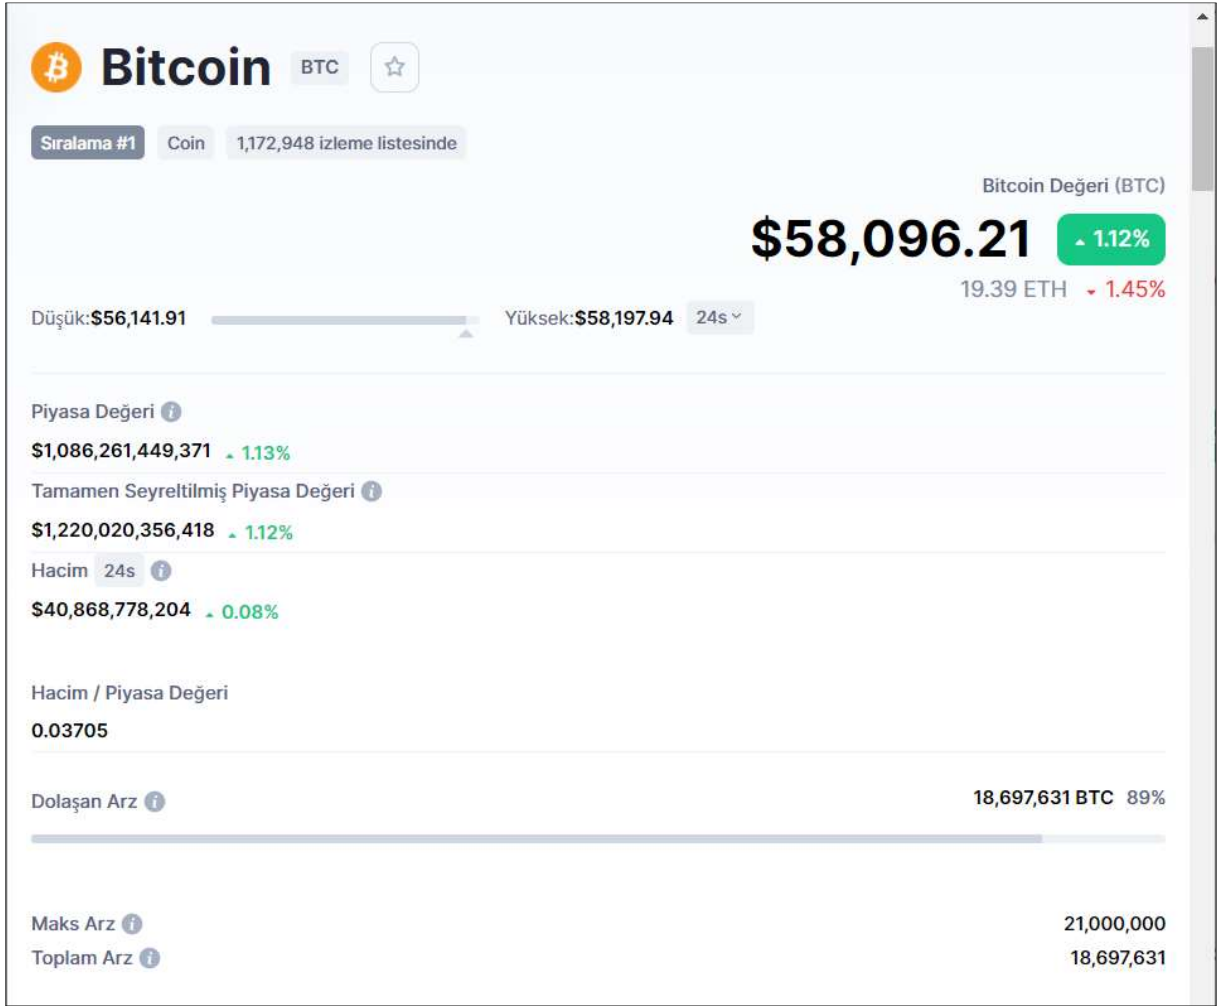 Bitcoin BTC
Sıralama #1 Coin 1,172,948 izleme listesinde
Bitcoin Değeri (BTC)
$58,096.21 1.12%
19.39 ETH 1.45%
Düşük:$56,141.91 Yüksek:$58,197.94 24s
Piyasa Değeri
$1,086,261,449,371 1.13%
Tamamen Seyreltilmiş Piyasa Değeri
$1,220,020,356,418 1.12%
Hacim 24s
$40,868,778,204 0.08%
Hacim / Piyasa Değeri
0.03705
Dolaşan Arz 18,697,631 BTC 89%
Maks Arz 21,000,000
Toplam Arz 18,697,631